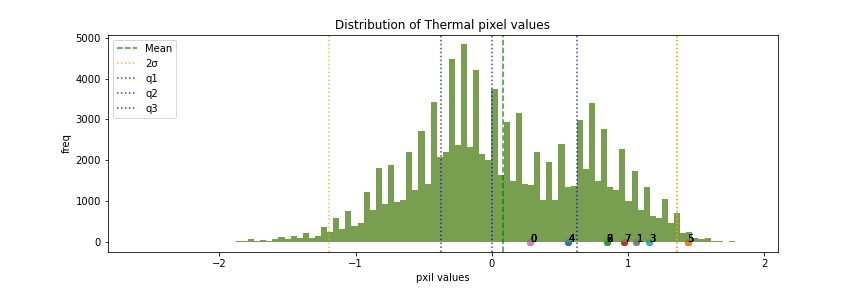 Distribution of Thermal pixel values
5000
4000
3000
2000
1000
0
freq
Mean
2σ
q1
q2
q3
0
4
7
1
3
5
−2
−1
0
1
2
pxil values